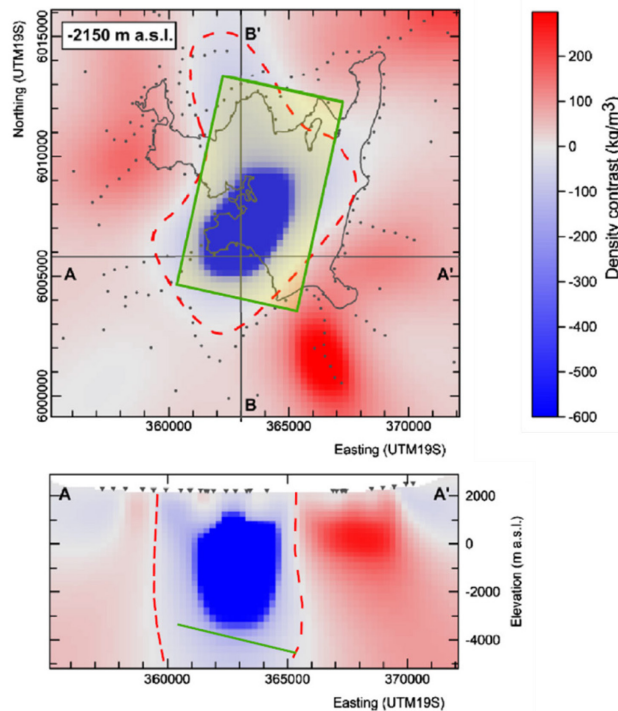 -2150 m a.s.l.
B'
Northing (UTM19S)
6015000
6010000
6005000
6000000
A
A'
B
360000 365000 370000
Easting (UTM19S)
200
100
0
-100
-200
-300
-400
-500
-600
Density contrast (kg/m³)
A
A'
2000
0
-2000
-4000
Elevation (m a.s.l.)
360000 365000 370000
Easting (UTM19S)